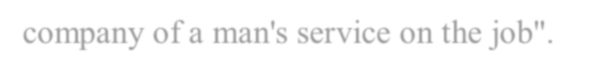 company of a man's service on the job".